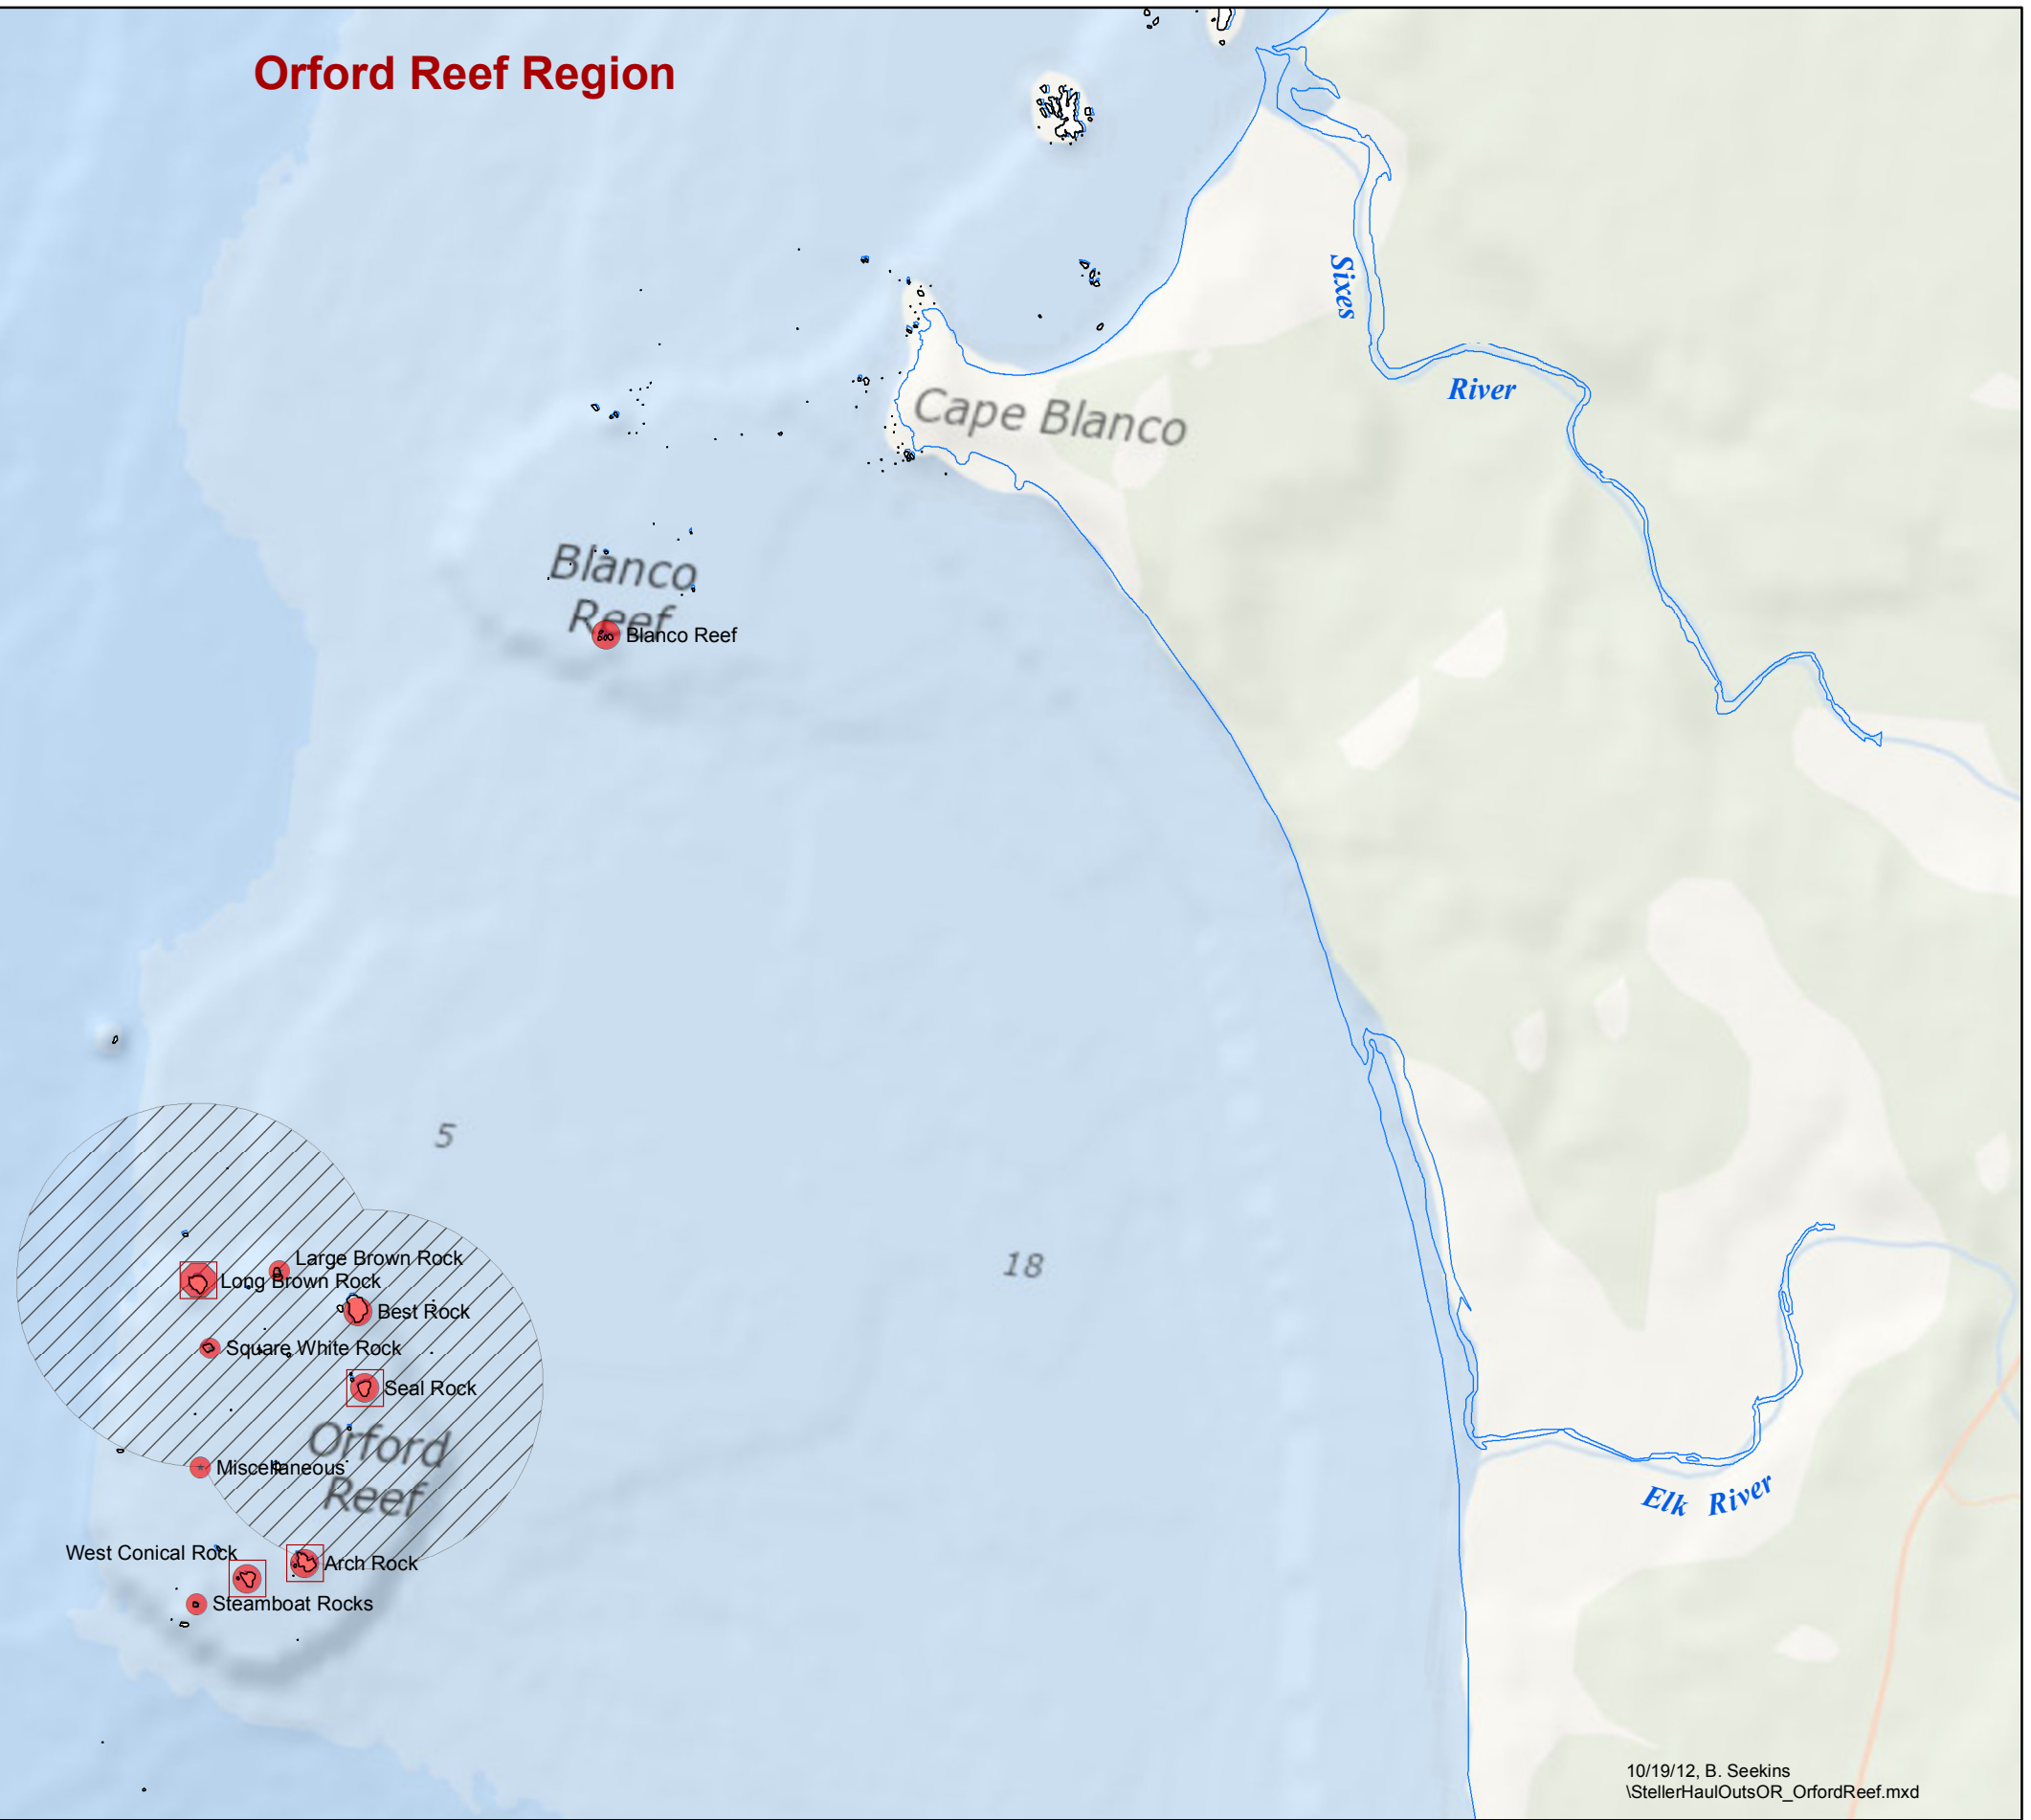 Orford Reef Region
Sixes
River
Cape Blanco
Blanco
Reef
Blanco Reef
5
18
Large Brown Rock
Long Brown Rock
Best Rock
Square White Rock
Seal Rock
Orford
Reef
Miscellaneous
West Conical Rock
Arch Rock
Steamboat Rocks
Elk River
10/19/12, B. Seekins
\StellerHaulOutsOR_OrfordReef.mxd